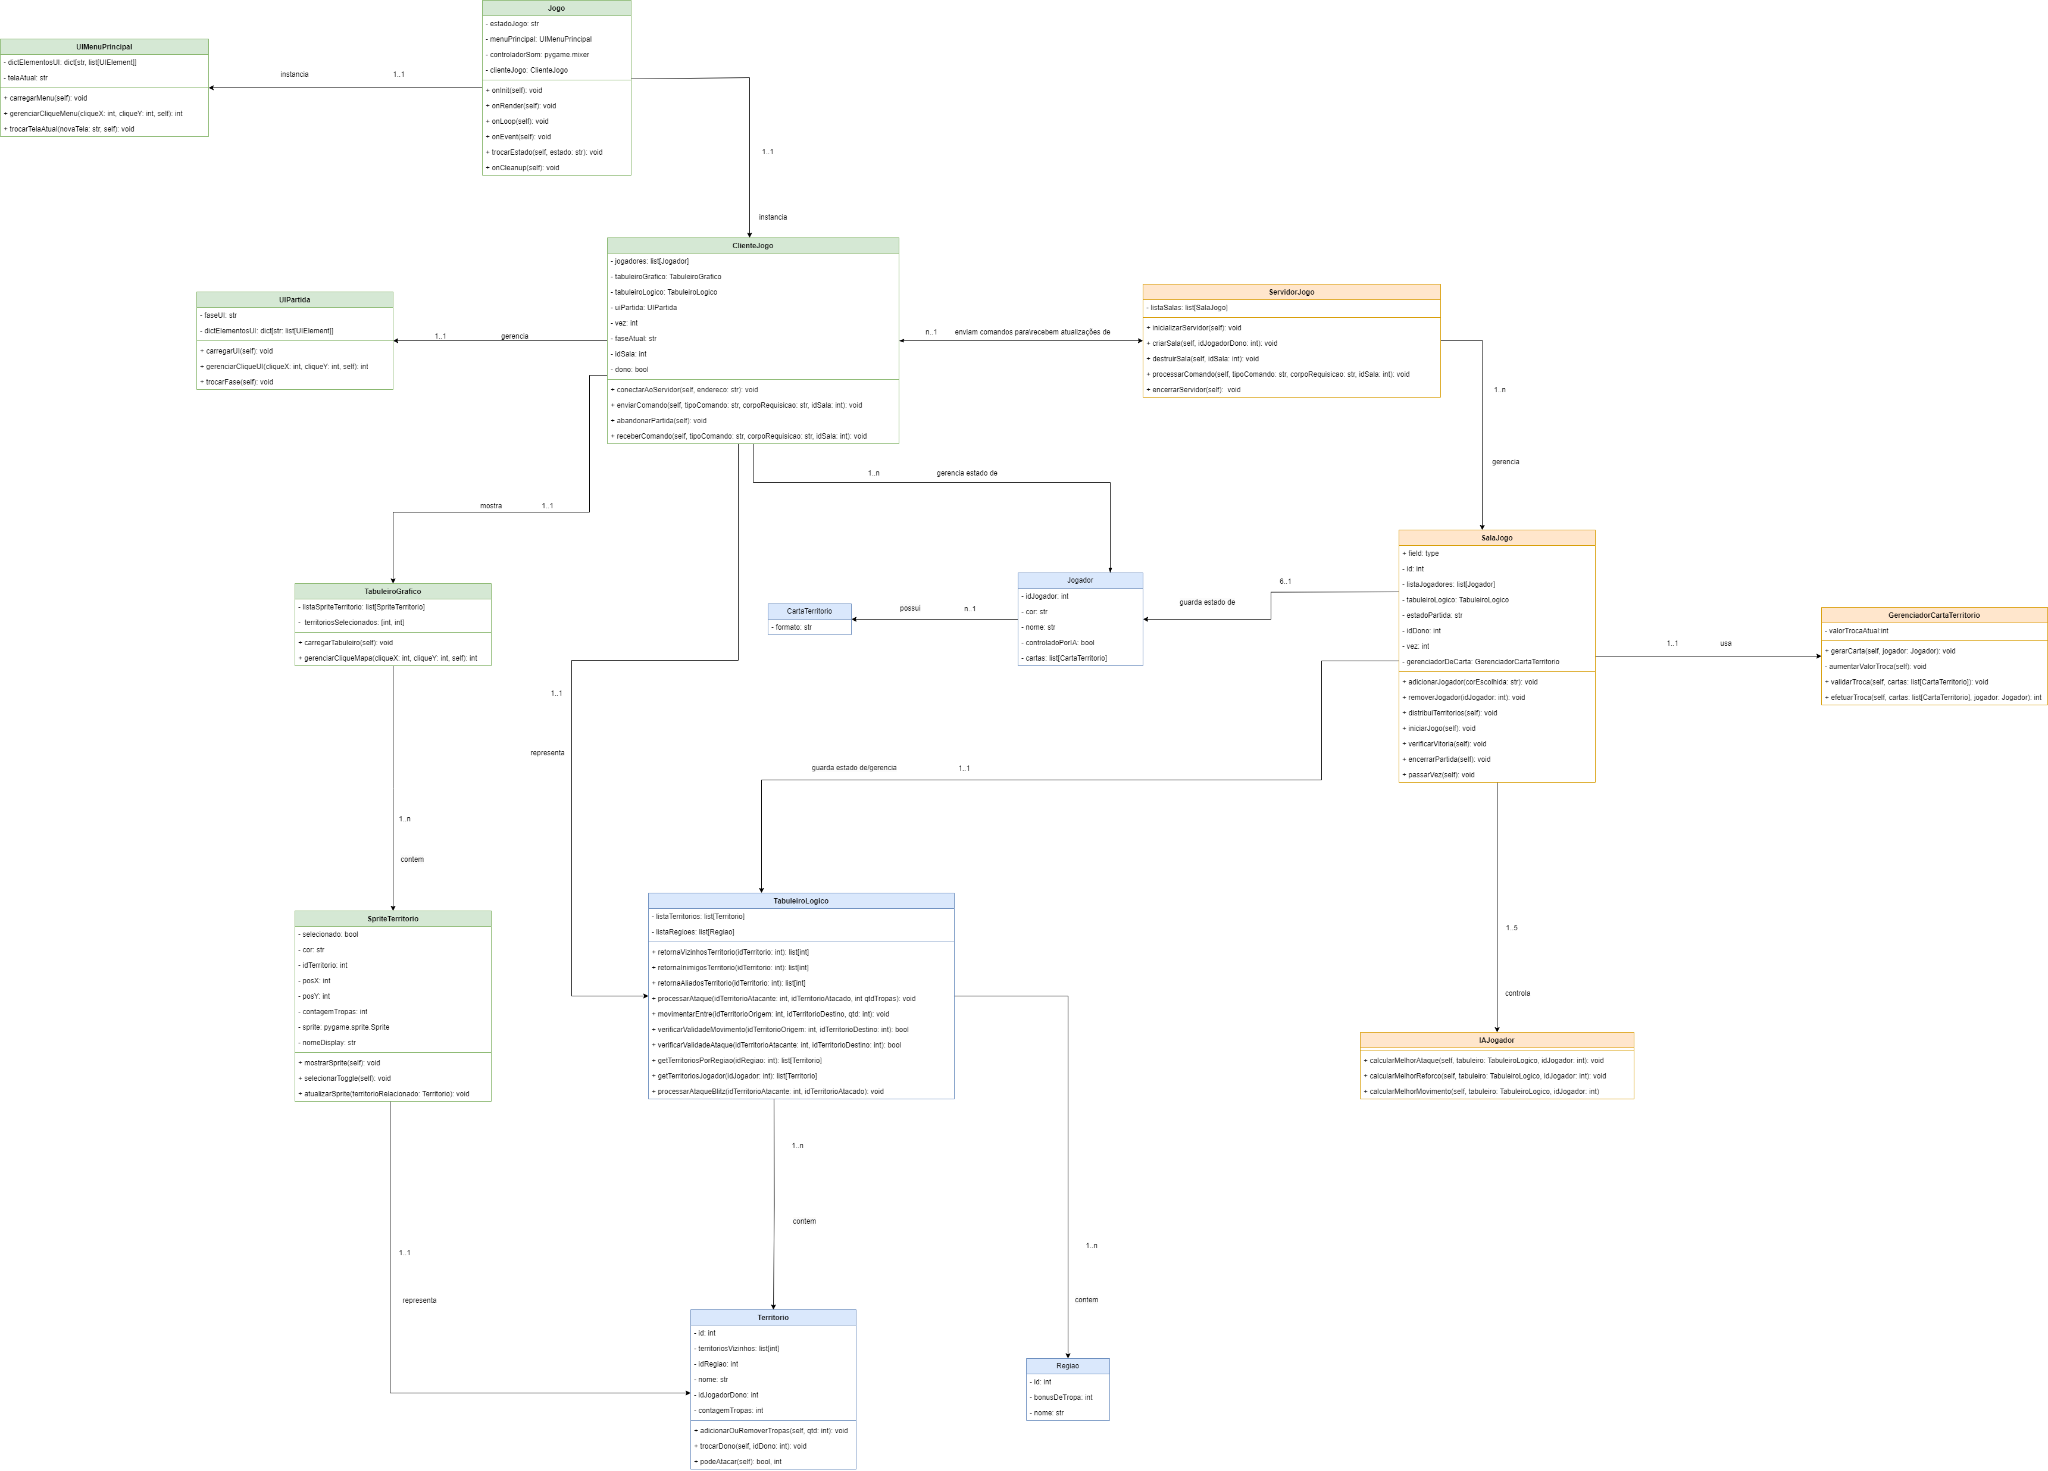 Jogo
- estadoJogo: str
- menuPrincipal: UIMenuPrincipal
- controladorSom: pygame.mixer
- clienteJogo: ClienteJogo
+ onInit(self): void
+ onRender(self): void
+ onLoop(self): void
+ onEvent(self): void
+ trocarEstado(self, estado: str): void
+ onCleanup(self): void
UIMenuPrincipal
- dictElementosUI: dict[str, list[UIElement]]
- telaAtual: str
+ carregarMenu(self): void
+ gerenciarCliqueMenu(cliqueX: int, cliqueY: int, self): int
+ trocarTelaAtual(novaTela: str, self): void
instancia 1..1
1..1
instancia
ClienteJogo
- jogadores: list[Jogador]
- tabuleiroGrafico: TabuleiroGrafico
- tabuleiroLogico: TabuleiroLogico
- uiPartida: UIPartida
- vez: int
- faseAtual: str
- idSala: int
- dono: bool
+ conectarAoServidor(self, endereco: str): void
+ enviarComando(self, tipoComando: str, corpoRequisicao: str, idSala: int): void
+ abandonarPartida(self): void
+ receberComando(self, tipoComando: str, corpoRequisicao: str, idSala: int): void
UIPartida
- faseUI: str
- dictElementosUI: dict[str: list[UIElement]]
+ carregarUI(self): void
+ gerenciarCliqueUI(cliqueX: int, cliqueY: int, self): int
+ trocarFase(self): void
1..1 gerencia
n..1 enviam comandos para\recebem atualizações de
ServidorJogo
- listaSalas: list[SalaJogo]
+ inicializarServidor(self): void
+ criarSala(self, idJogadorDono: int): void
+ destruirSala(self, idSala: int): void
+ processarComando(self, tipoComando: str, corpoRequisicao: str, idSala: int): void
+ encerrarServidor(self): void
1..n
gerencia
1..n gerencia estado de
mostra 1..1
SalaJogo
+ field: type
- id: int
- listaJogadores: list[Jogador]
- tabuleiroLogico: TabuleiroLogico
- estadoPartida: str
- idDono: int
- vez: int
- gerenciadorDeCarta: GerenciadorCartaTerritorio
+ adicionarJogador(corEscolhida: str): void
+ removerJogador(idJogador: int): void
+ distribuiTerritorios(self): void
+ iniciarJogo(self): void
+ verificarVitoria(self): void
+ encerrarPartida(self): void
+ passarVez(self): void
Jogador
- idJogador: int
- cor: str
- nome: str
- controladoPorIA: bool
- cartas: list[CartaTerritorio]
6..1
guarda estado de
CartaTerritorio
- formato: str
possui n..1
TabuleiroGrafico
- listaSpriteTerritorio: list[SpriteTerritorio]
- territoriosSelecionados: [int, int]
+ carregarTabuleiro(self): void
+ gerenciarCliqueMapa(cliqueX: int, cliqueY: int, self): int
GerenciadorCartaTerritorio
- valorTrocaAtual:int
+ gerarCarta(self, jogador: Jogador): void
- aumentarValorTroca(self): void
+ validarTroca(self, cartas: list[CartaTerritorio]): void
+ efetuarTroca(self, cartas: list[CartaTerritorio], jogador: Jogador): int
1..1 usa
1..1
representa
guarda estado de/gerencia 1..1
1..n
contem
SpriteTerritorio
- selecionado: bool
- cor: str
- idTerritorio: int
- posX: int
- posY: int
- contagemTropas: int
- sprite: pygame.sprite.Sprite
- nomeDisplay: str
+ mostrarSprite(self): void
+ selecionarToggle(self): void
+ atualizarSprite(territorioRelacionado: Territorio): void
TabuleiroLogico
- listaTerritorios: list[Territorio]
- listaRegioes: list[Regiao]
+ retornaVizinhosTerritorio(idTerritorio: int): list[int]
+ retornaInimigosTerritorio(idTerritorio: int): list[int]
+ retornaAliadosTerritorio(idTerritorio: int): list[int]
+ processarAtaque(idTerritorioAtacante: int, idTerritorioAtacado, int qtdTropas): void
+ movimentarEntre(idTerritorioOrigem: int, idTerritorioDestino, qtd: int): void
+ verificarValidadeMovimento(idTerritorioOrigem: int, idTerritorioDestino: int): bool
+ verificarValidadeAtaque(idTerritorioAtacante: int, idTerritorioDestino: int): bool
+ getTerritoriosPorRegiao(idRegiao: int): list[Territorio]
+ getTerritoriosJogador(idJogador: int): list[Territorio]
+ processarAtaqueBlitz(idTerritorioAtacante: int, idTerritorioAtacado): void
1..5
controla
IAJogador
+ calcularMelhorAtaque(self, tabuleiro: TabuleiroLogico, idJogador: int): void
+ calcularMelhorReforco(self, tabuleiro: TabuleiroLogico, idJogador: int): void
+ calcularMelhorMovimento(self, tabuleiro: TabuleiroLogico, idJogador: int)
1..n
contem
1..n
contem
1..1
representa
Territorio
- id: int
- territoriosVizinhos: list[int]
- idRegiao: int
- nome: str
- idJogadorDono: int
- contagemTropas: int
+ adicionarOuRemoverTropas(self, qtd: int): void
+ trocarDono(self, idDono: int): void
+ podeAtacar(self): bool, int
Regiao
- id: int
- bonusDeTropa: int
- nome: str